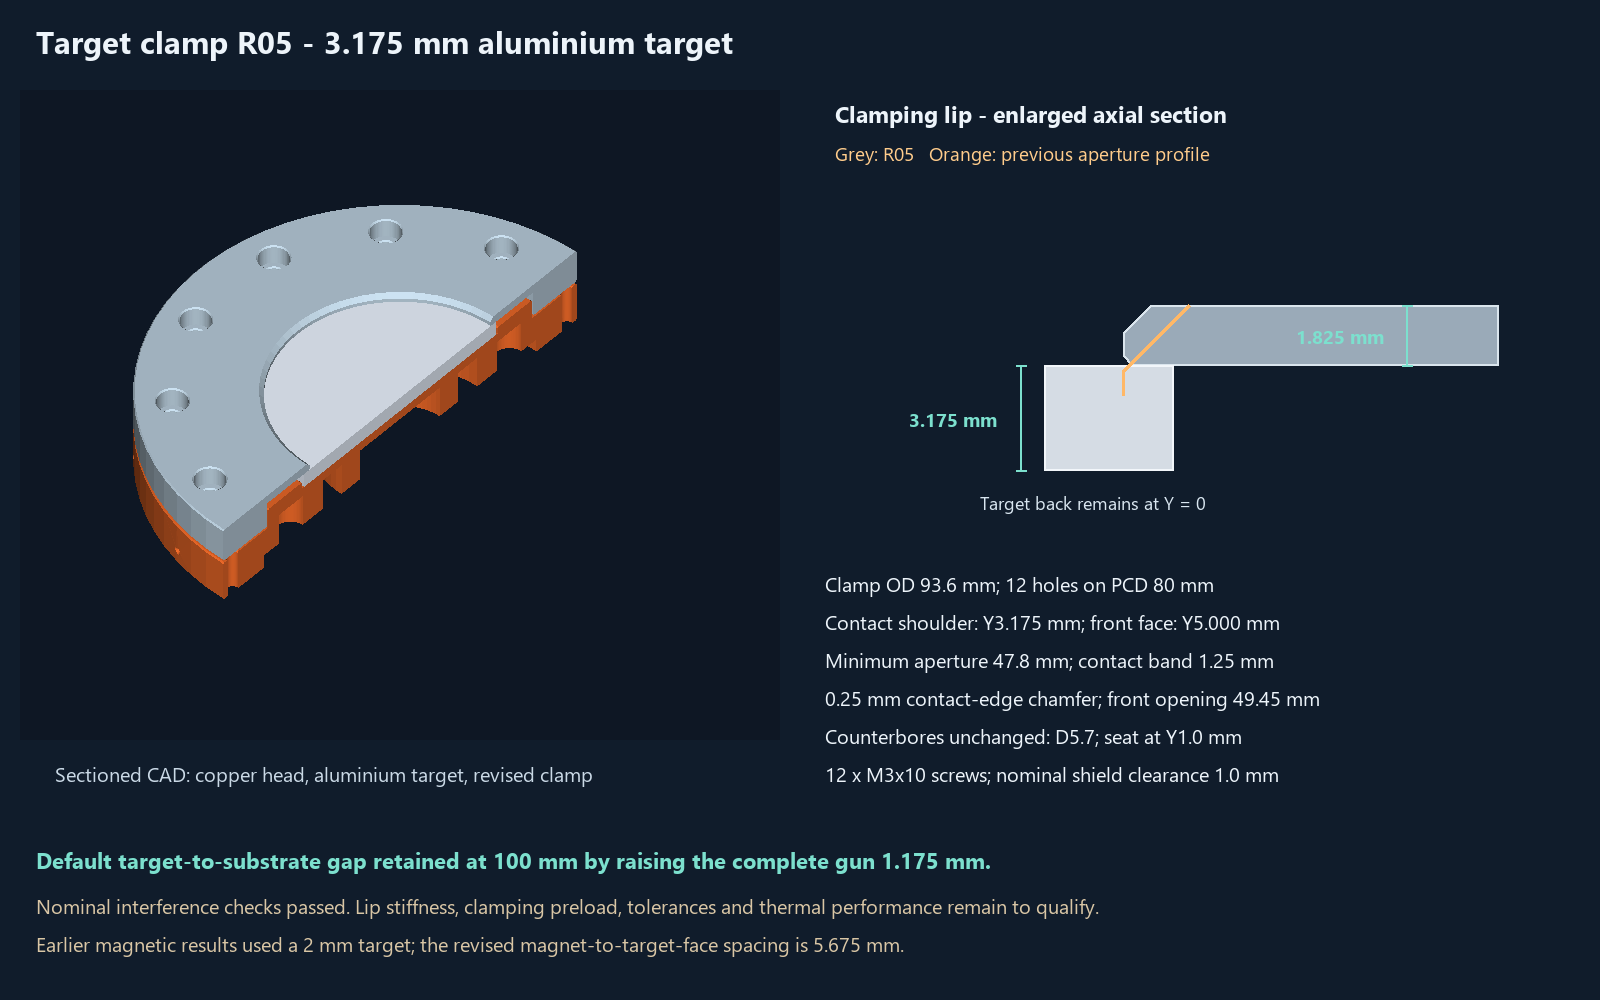 Target clamp R05 - 3.175 mm aluminium target
Clamping lip - enlarged axial section
Grey: R05   Orange: previous aperture profile
1.825 mm
3.175 mm
Target back remains at Y = 0
Clamp OD 93.6 mm; 12 holes on PCD 80 mm
Contact shoulder: Y3.175 mm; front face: Y5.000 mm
Minimum aperture 47.8 mm; contact band 1.25 mm
0.25 mm contact-edge chamfer; front opening 49.45 mm
Counterbores unchanged: D5.7; seat at Y1.0 mm
12 x M3x10 screws; nominal shield clearance 1.0 mm
Sectioned CAD: copper head, aluminium target, revised clamp
Default target-to-substrate gap retained at 100 mm by raising the complete gun 1.175 mm.
Nominal interference checks passed. Lip stiffness, clamping preload, tolerances and thermal performance remain to qualify.
Earlier magnetic results used a 2 mm target; the revised magnet-to-target-face spacing is 5.675 mm.